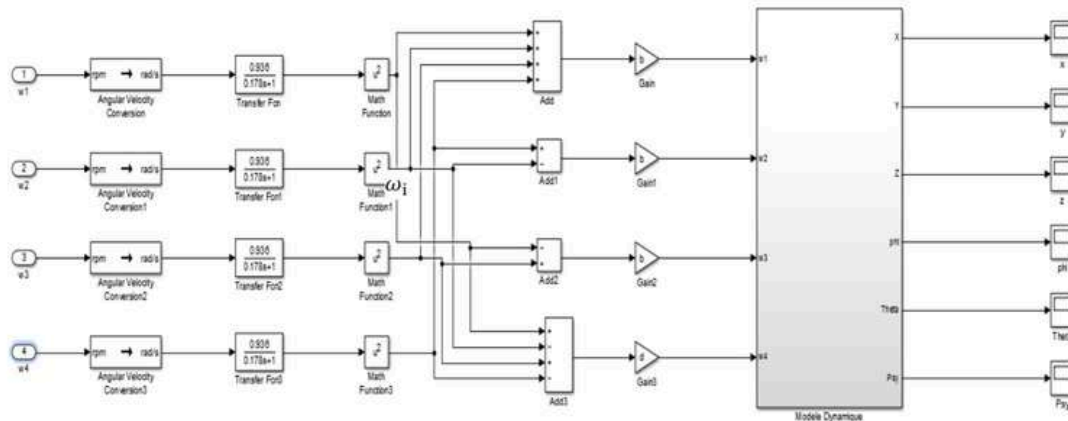 1
w1
rpm → rad/s
Angular Velocity
Conversion
0.936
0.178s+1
Transfer Fcn
u²
Math
Function
+
+
+
+
Add
b
Gain
2
w2
rpm → rad/s
Angular Velocity
Conversion1
0.936
0.178s+1
Transfer Fcn1
u²
Math
Function1
ωi
+
−
Add1
b
Gain1
3
w3
rpm → rad/s
Angular Velocity
Conversion2
0.936
0.178s+1
Transfer Fcn2
u²
Math
Function2
−
+
Add2
b
Gain2
4
w4
rpm → rad/s
Angular Velocity
Conversion3
0.936
0.178s+1
Transfer Fcn3
u²
Math
Function3
+
−
+
−
Add3
d
Gain3
w1
w2
w3
w4
X
Y
Z
phi
Theta
Psy
Modele Dynamique
x
y
z
phi
Thet
Psy